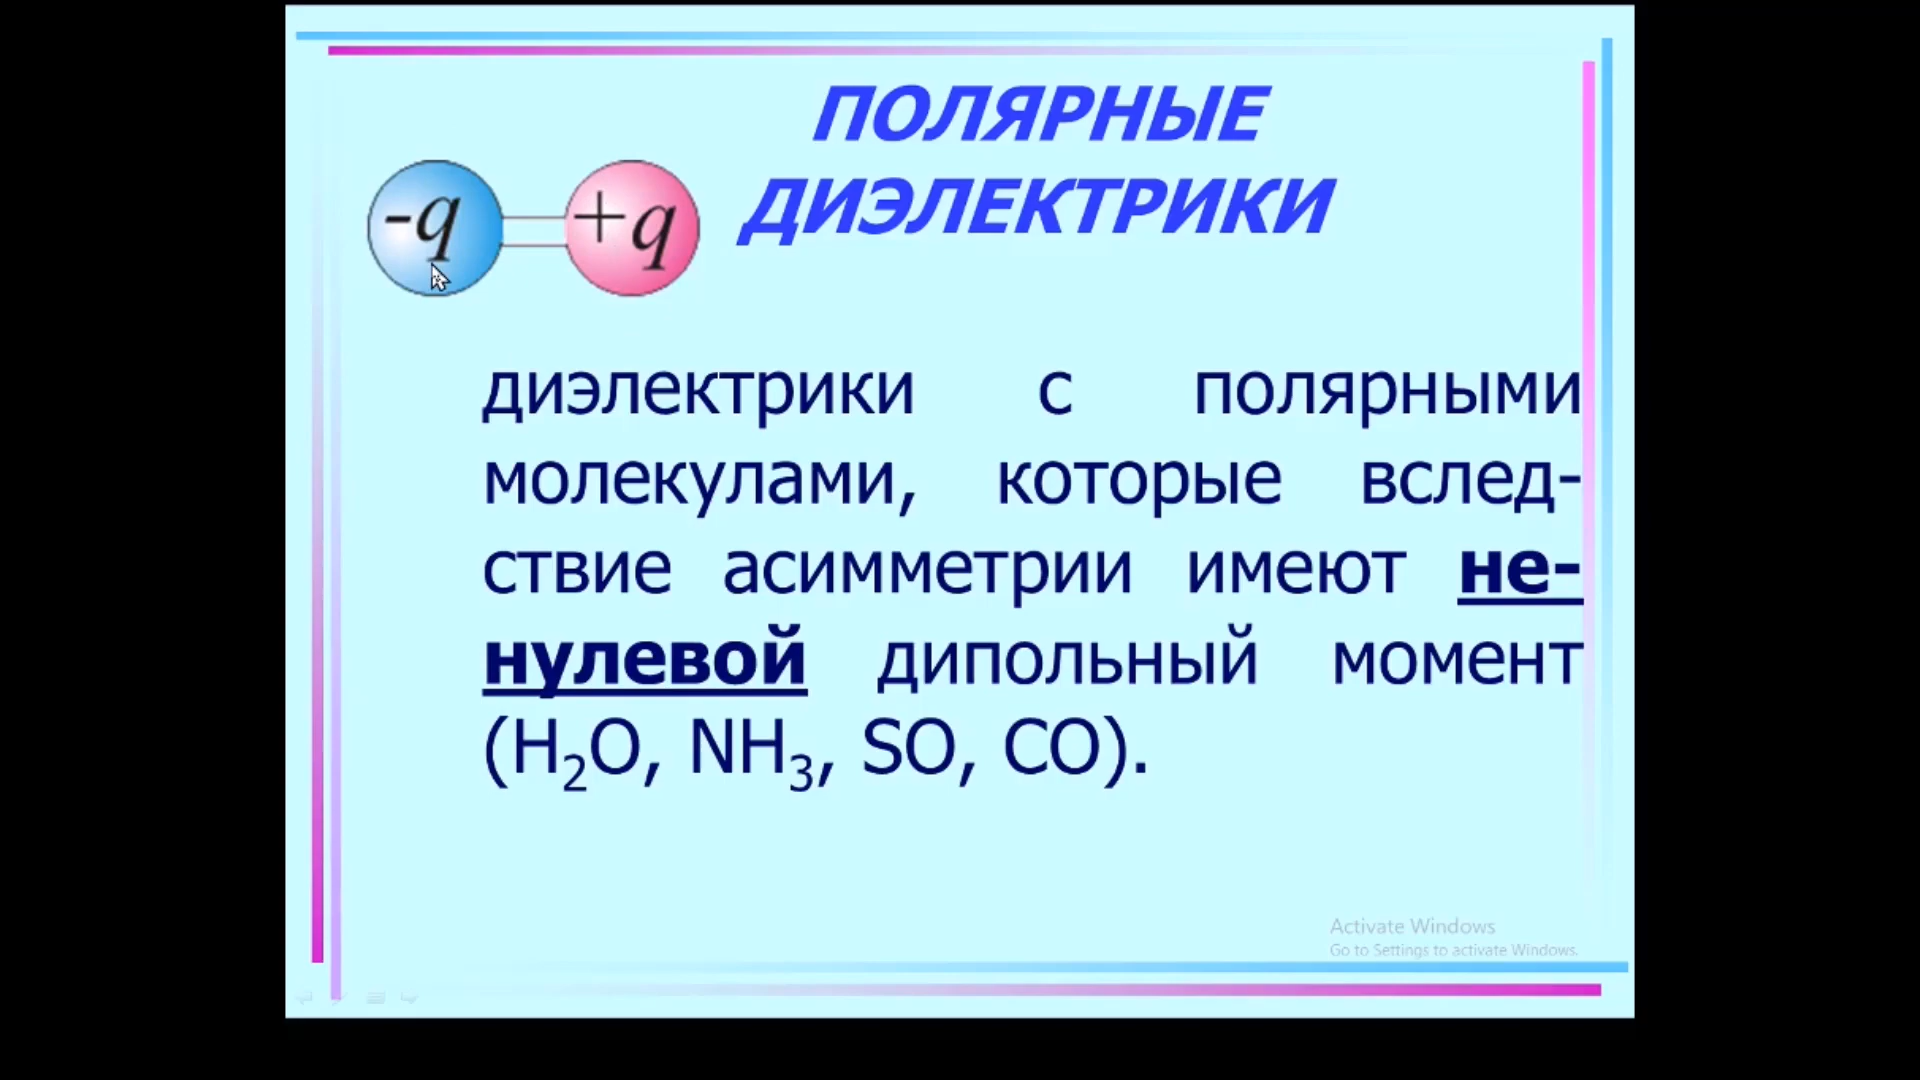 ПОЛЯРНЫЕ
ДИЭЛЕКТРИКИ
-q +q
диэлектрики с полярными
молекулами, которые вслед-
ствие асимметрии имеют не-
нулевой дипольный момент
(H₂O, NH₃, SO, CO).
Activate Windows
Go to Settings to activate Windows.